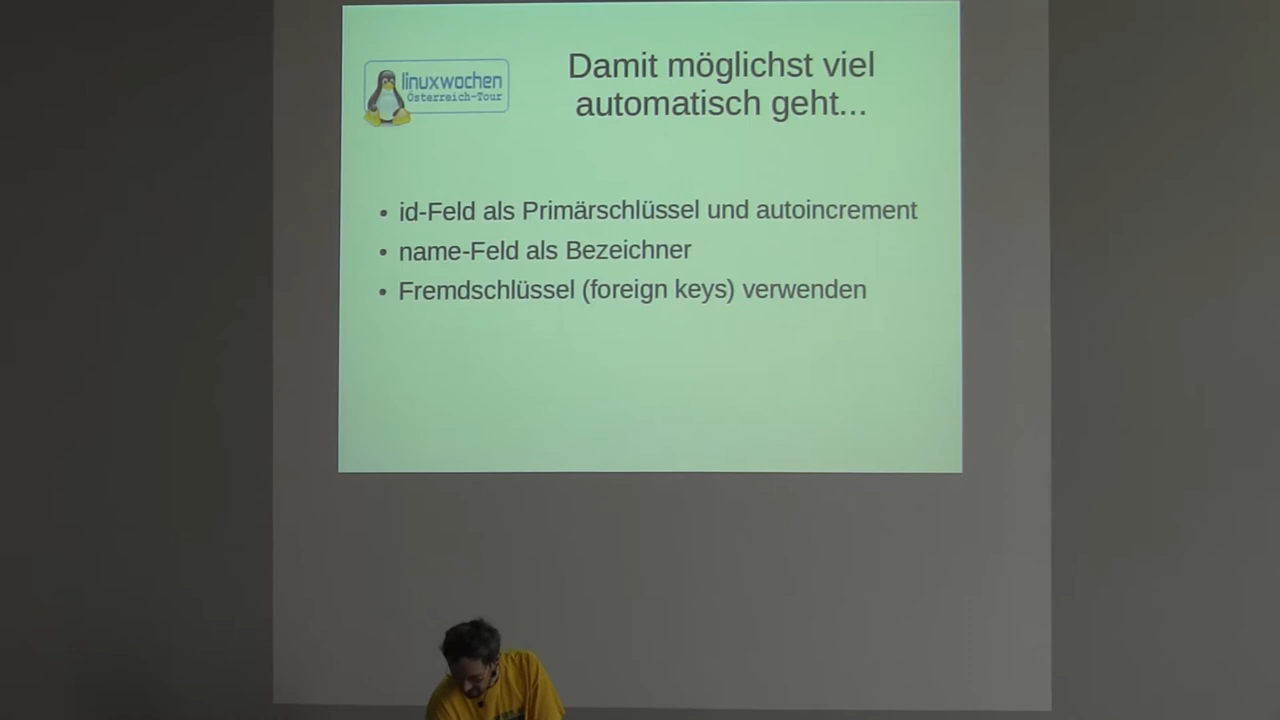 linuxwochen
Österreich-Tour
Damit möglichst viel
automatisch geht...
• id-Feld als Primärschlüssel und autoincrement
• name-Feld als Bezeichner
• Fremdschlüssel (foreign keys) verwenden